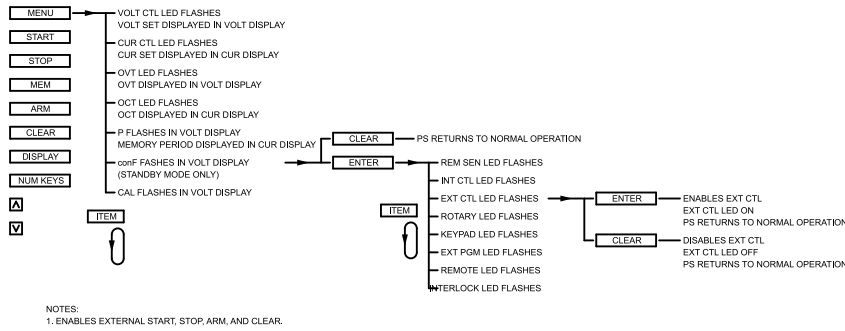 MENU
START
STOP
MEM
ARM
CLEAR
DISPLAY
NUM KEYS
VOLT CTL LED FLASHES
VOLT SET DISPLAYED IN VOLT DISPLAY
CUR CTL LED FLASHES
CUR SET DISPLAYED IN CUR DISPLAY
OVT LED FLASHES
OVT DISPLAYED IN VOLT DISPLAY
OCT LED FLASHES
OCT DISPLAYED IN CUR DISPLAY
P FLASHES IN VOLT DISPLAY
MEMORY PERIOD DISPLAYED IN CUR DISPLAY
conF FASHES IN VOLT DISPLAY
(STANDBY MODE ONLY)
CAL FLASHES IN VOLT DISPLAY
ITEM
CLEAR
PS RETURNS TO NORMAL OPERATION
ENTER
REM SEN LED FLASHES
INT CTL LED FLASHES
EXT CTL LED FLASHES
ROTARY LED FLASHES
KEYPAD LED FLASHES
EXT PGM LED FLASHES
REMOTE LED FLASHES
INTERLOCK LED FLASHES
ITEM
ENTER
ENABLES EXT CTL
EXT CTL LED ON
PS RETURNS TO NORMAL OPERATION
CLEAR
DISABLES EXT CTL
EXT CTL LED OFF
PS RETURNS TO NORMAL OPERATION
NOTES:
1. ENABLES EXTERNAL START, STOP, ARM, AND CLEAR.